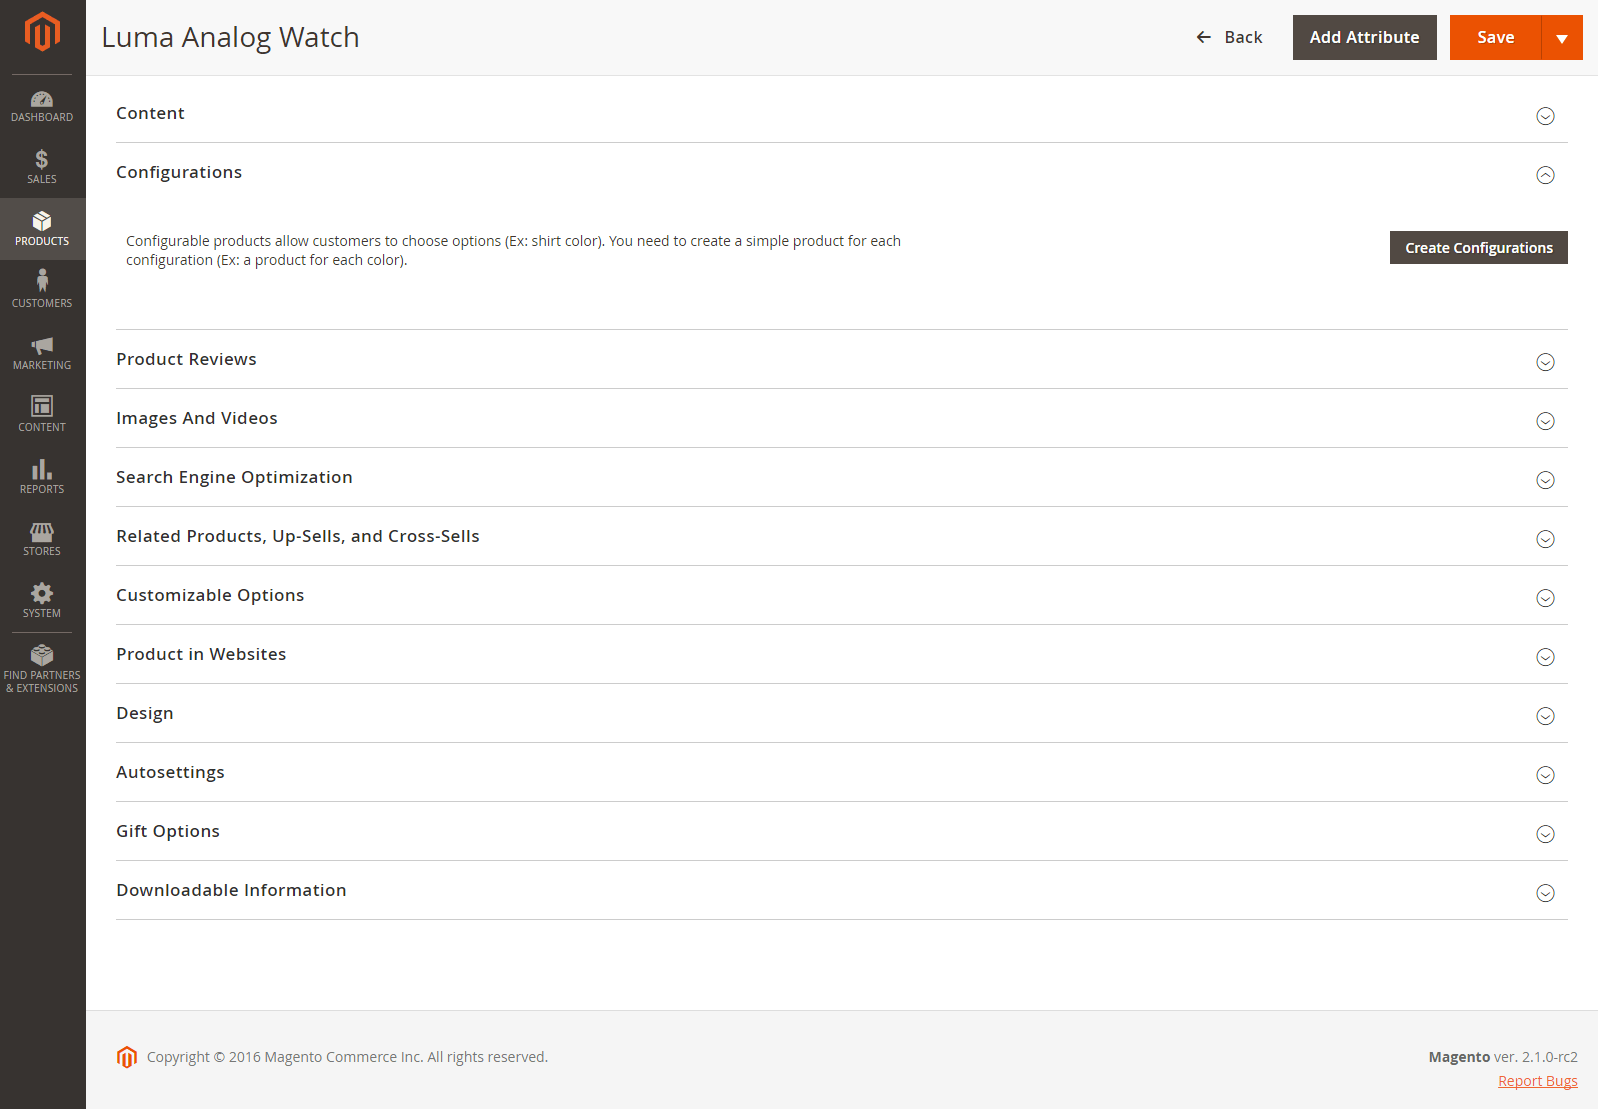 Luma Analog Watch
Back
Add Attribute
Save
DASHBOARD
SALES
PRODUCTS
CUSTOMERS
MARKETING
CONTENT
REPORTS
STORES
SYSTEM
FIND PARTNERS
& EXTENSIONS
Content
Configurations
Configurable products allow customers to choose options (Ex: shirt color). You need to create a simple product for each
configuration (Ex: a product for each color).
Create Configurations
Product Reviews
Images And Videos
Search Engine Optimization
Related Products, Up-Sells, and Cross-Sells
Customizable Options
Product in Websites
Design
Autosettings
Gift Options
Downloadable Information
Copyright © 2016 Magento Commerce Inc. All rights reserved.
Magento ver. 2.1.0-rc2
Report Bugs